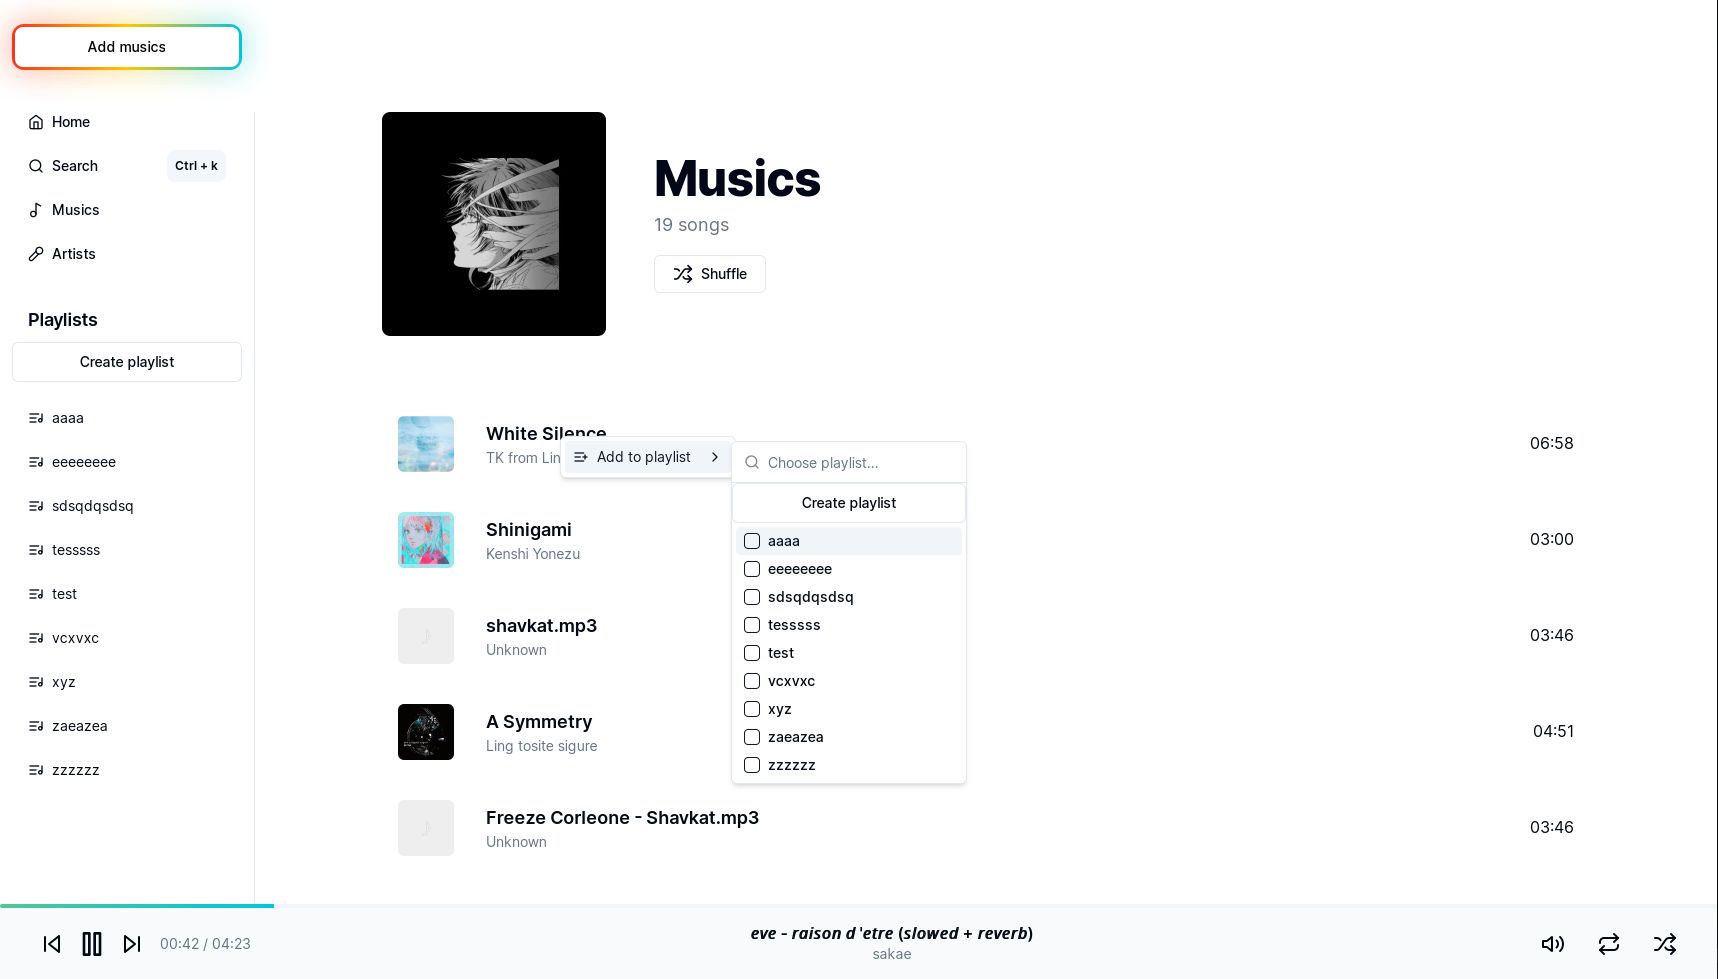 Add musics
Home
Search
Ctrl + k
Musics
Artists
Playlists
Create playlist
aaaa
eeeeeeee
sdsqdqsdsq
tesssss
test
vcxvxc
xyz
zaeazea
zzzzzz
Musics
19 songs
Shuffle
White Silence
TK from Lin
06:58
Add to playlist
Choose playlist...
Create playlist
aaaa
eeeeeeee
sdsqdqsdsq
tesssss
test
vcxvxc
xyz
zaeazea
zzzzzz
Shinigami
Kenshi Yonezu
03:00
shavkat.mp3
Unknown
03:46
A Symmetry
Ling tosite sigure
04:51
Freeze Corleone - Shavkat.mp3
Unknown
03:46
00:42 / 04:23
eve - raison d 'etre (slowed + reverb)
sakae